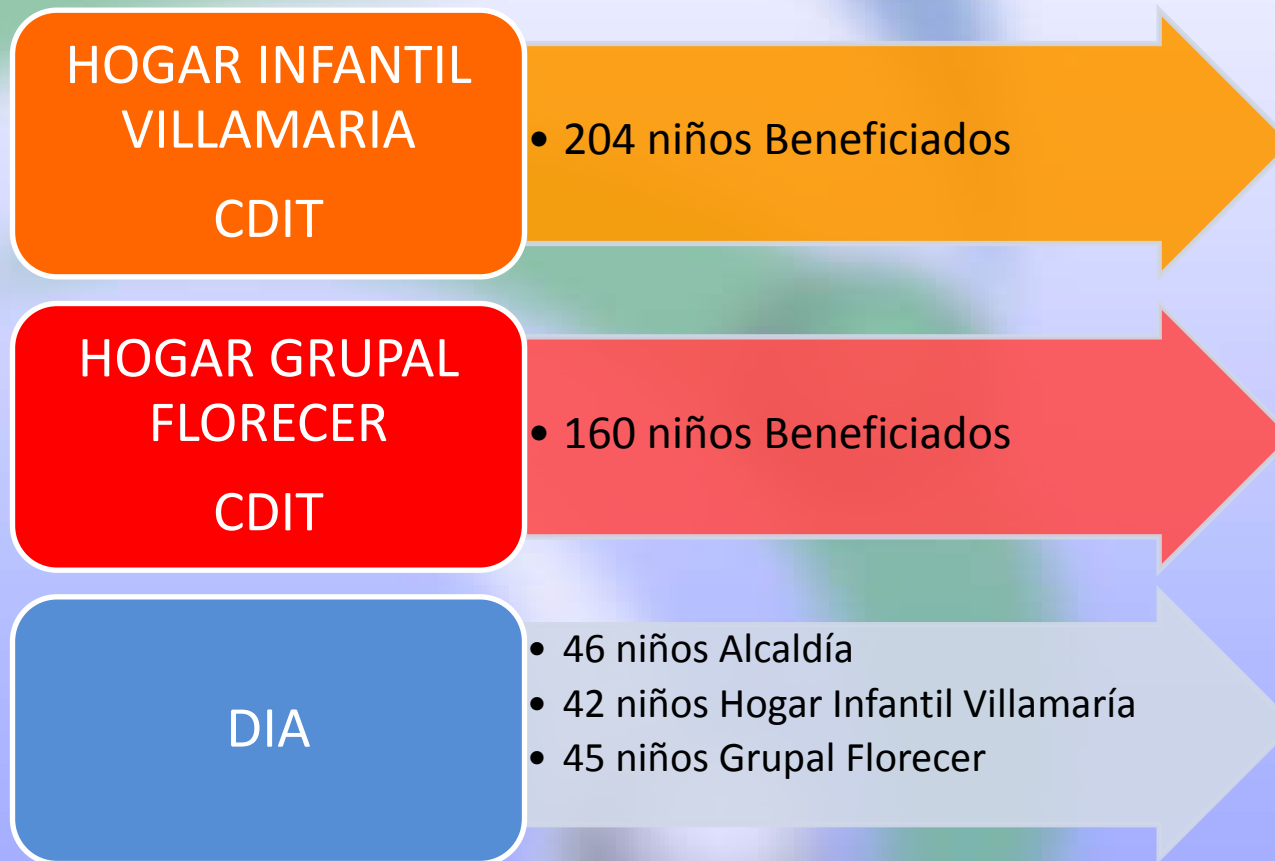 HOGAR INFANTIL
VILLAMARIA
CDIT
• 204 niños Beneficiados
HOGAR GRUPAL
FLORECER
CDIT
• 160 niños Beneficiados
DIA
• 46 niños Alcaldía
• 42 niños Hogar Infantil Villamaría
• 45 niños Grupal Florecer